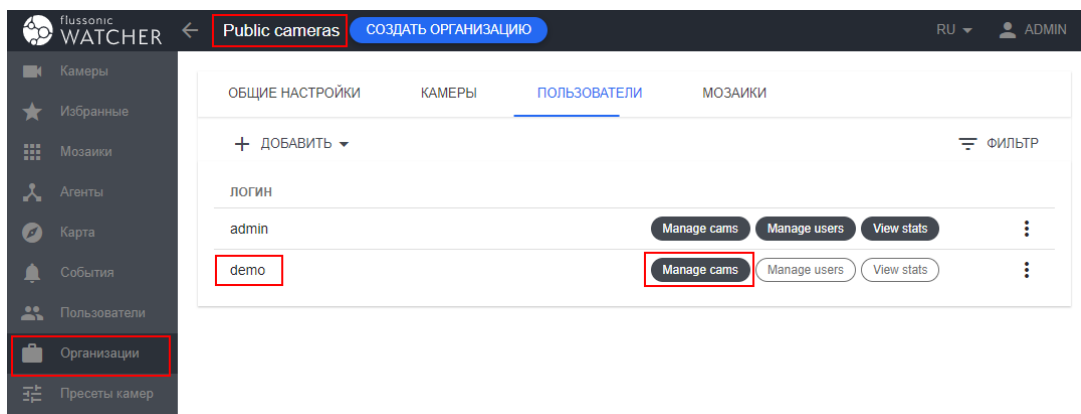 flussonic
WATCHER
Public cameras
СОЗДАТЬ ОРГАНИЗАЦИЮ
RU
ADMIN
Камеры
Избранные
Мозаики
Агенты
Карта
События
Пользователи
Организации
Пресеты камер
ОБЩИЕ НАСТРОЙКИ КАМЕРЫ ПОЛЬЗОВАТЕЛИ МОЗАИКИ
+ ДОБАВИТЬ ФИЛЬТР
ЛОГИН
admin Manage cams Manage users View stats
demo Manage cams Manage users View stats